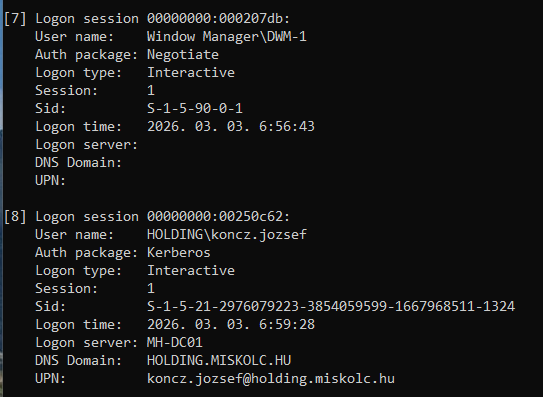 [7] Logon session 00000000:000207db:
    User name:    Window Manager\DWM-1
    Auth package: Negotiate
    Logon type:   Interactive
    Session:      1
    Sid:          S-1-5-90-0-1
    Logon time:   2026. 03. 03. 6:56:43
    Logon server:
    DNS Domain:
    UPN:

[8] Logon session 00000000:00250c62:
    User name:    HOLDING\koncz.jozsef
    Auth package: Kerberos
    Logon type:   Interactive
    Session:      1
    Sid:          S-1-5-21-2976079223-3854059599-1667968511-1324
    Logon time:   2026. 03. 03. 6:59:28
    Logon server: MH-DC01
    DNS Domain:   HOLDING.MISKOLC.HU
    UPN:          koncz.jozsef@holding.miskolc.hu